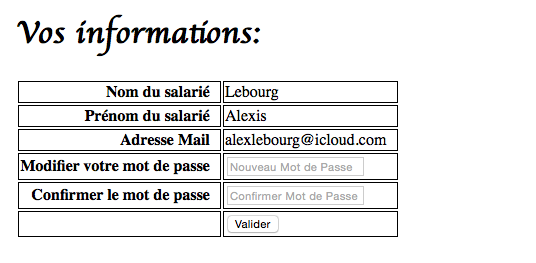 Vos informations:
Nom du salarié Lebourg
Prénom du salarié Alexis
Adresse Mail alexlebourg@icloud.com
Modifier votre mot de passe Nouveau Mot de Passe
Confirmer le mot de passe Confirmer Mot de Passe
Valider